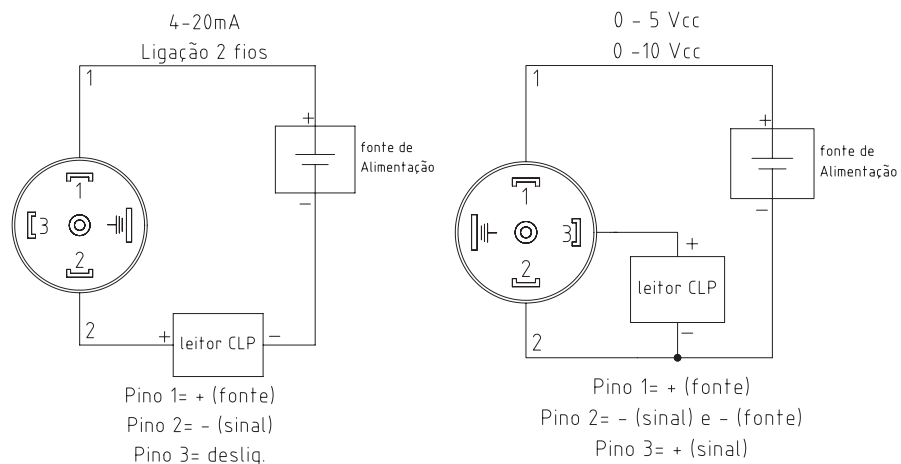 4-20mA
Ligação 2 fios
1
+
fonte de
Alimentação
-
1
3
2
2
+
leitor CLP
-
Pino 1= + (fonte)
Pino 2= - (sinal)
Pino 3= deslig.
0 - 5 Vcc
0 -10 Vcc
1
+
fonte de
Alimentação
-
1
3
2
+
leitor CLP
-
2
Pino 1= + (fonte)
Pino 2= - (sinal) e - (fonte)
Pino 3= + (sinal)